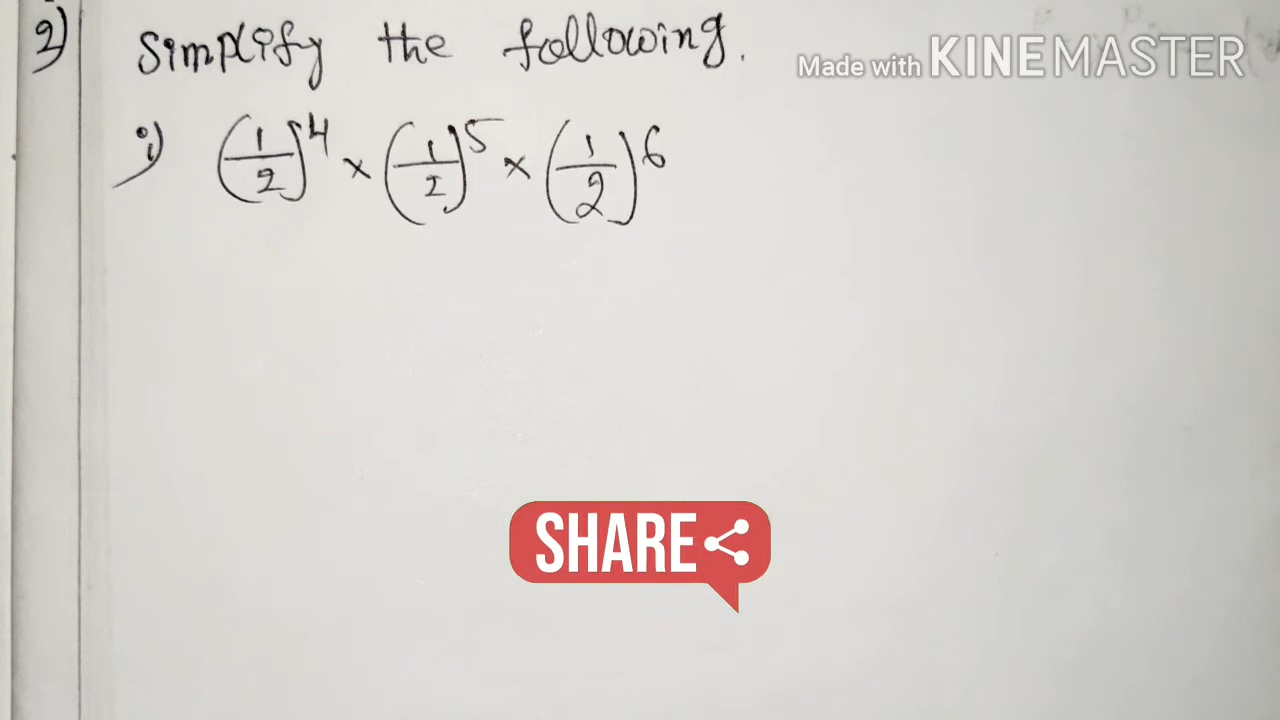 2) Simplify the following.
Made with KINEMASTER
i) (1/2)^4 × (1/2)^5 × (1/2)^6
SHARE